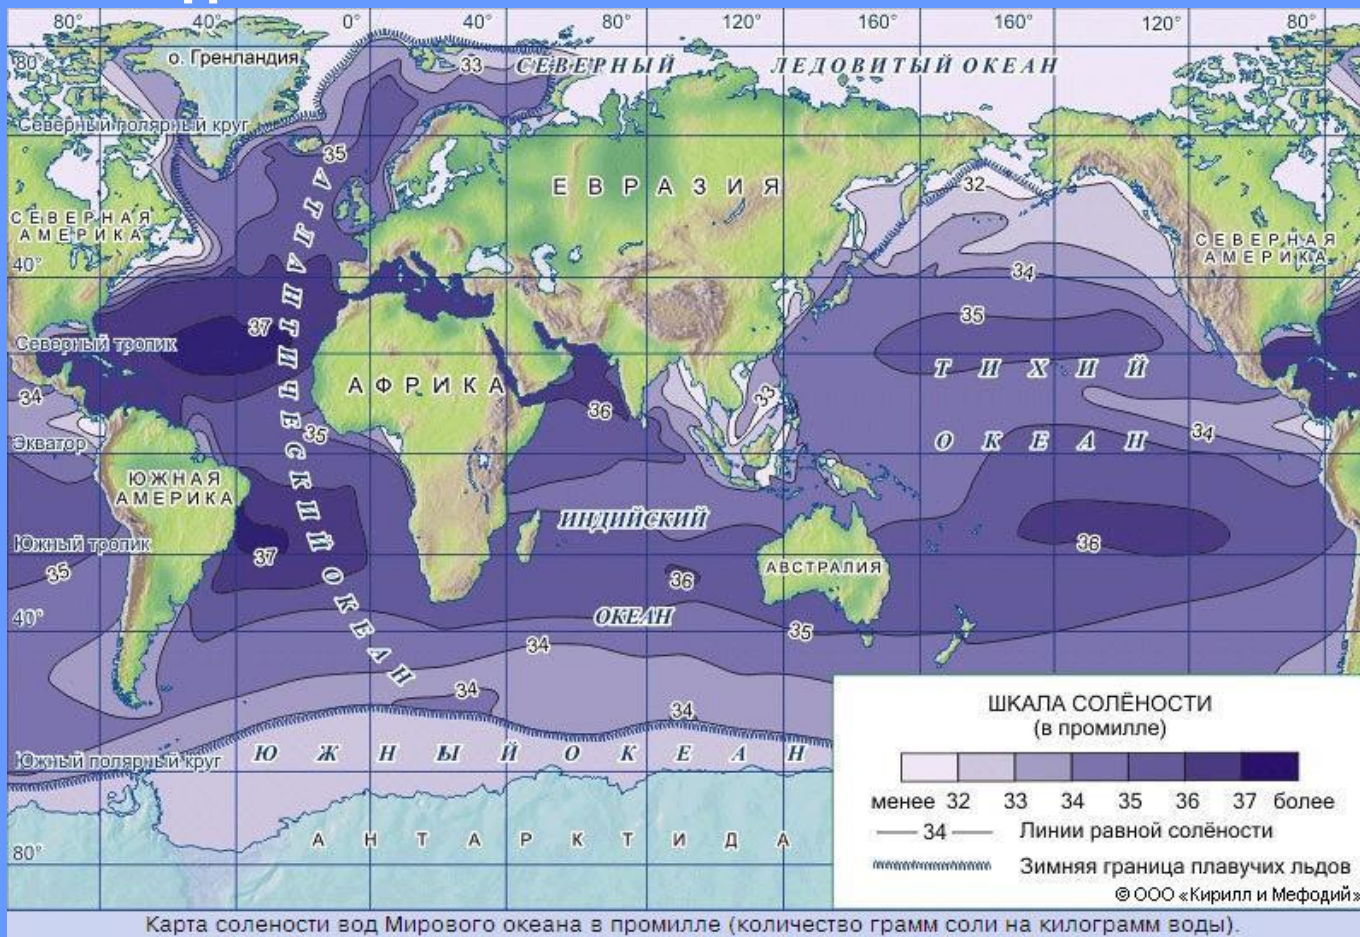 80° 40° 0° 40° 80° 120° 160° 160° 120° 80°
80°
о. Гренландия
33
СЕВЕРНЫЙ ЛЕДОВИТЫЙ ОКЕАН
Северный полярный круг
35
32
ЕВРАЗИЯ
СЕВЕРНАЯ
АМЕРИКА
СЕВЕРНАЯ
АМЕРИКА
АТЛАНТИЧЕСКИЙ ОКЕАН
40°
34
35
37
Северный тропик
ТИХИЙ
АФРИКА
34
33
36
35
34
Экватор
ОКЕАН
ЮЖНАЯ
АМЕРИКА
ИНДИЙСКИЙ
Южный тропик
37
36
35
36
АВСТРАЛИЯ
40°
ОКЕАН
35
34
34
34
ЮЖНЫЙ ОКЕАН
Южный полярный круг
АНТАРКТИДА
80°
ШКАЛА СОЛЁНОСТИ
(в промилле)
менее 32 33 34 35 36 37 более
34 Линии равной солёности
Зимняя граница плавучих льдов
© ООО «Кирилл и Мефодий»
Карта солености вод Мирового океана в промилле (количество грамм соли на килограмм воды).